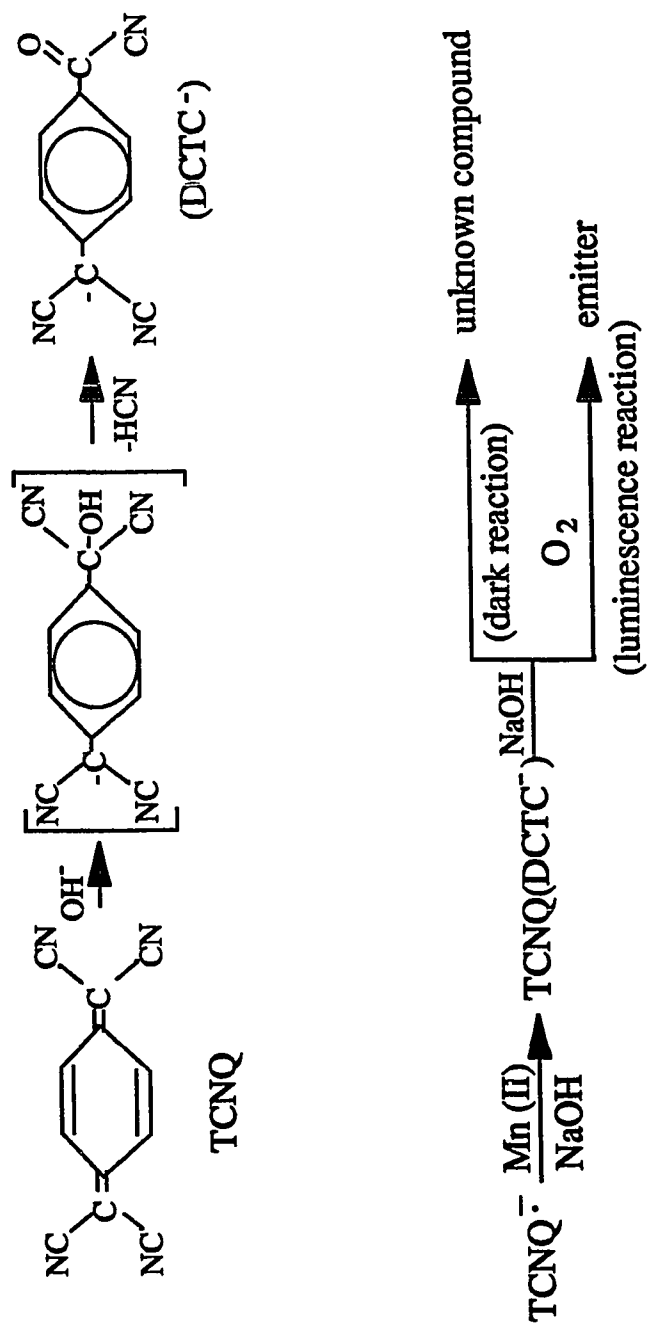 NC
NC
C
C
CN
CN
TCNQ
OH⁻
NC
NC
C
-
C
CN
OH
CN
-HCN
NC
NC
C
-
O
C
CN
(DCTC⁻)
TCNQ⁻·
Mn (II)
NaOH
TCNQ(DCTC⁻)
NaOH
(dark reaction)
unknown compound
O₂
(luminescence reaction)
emitter